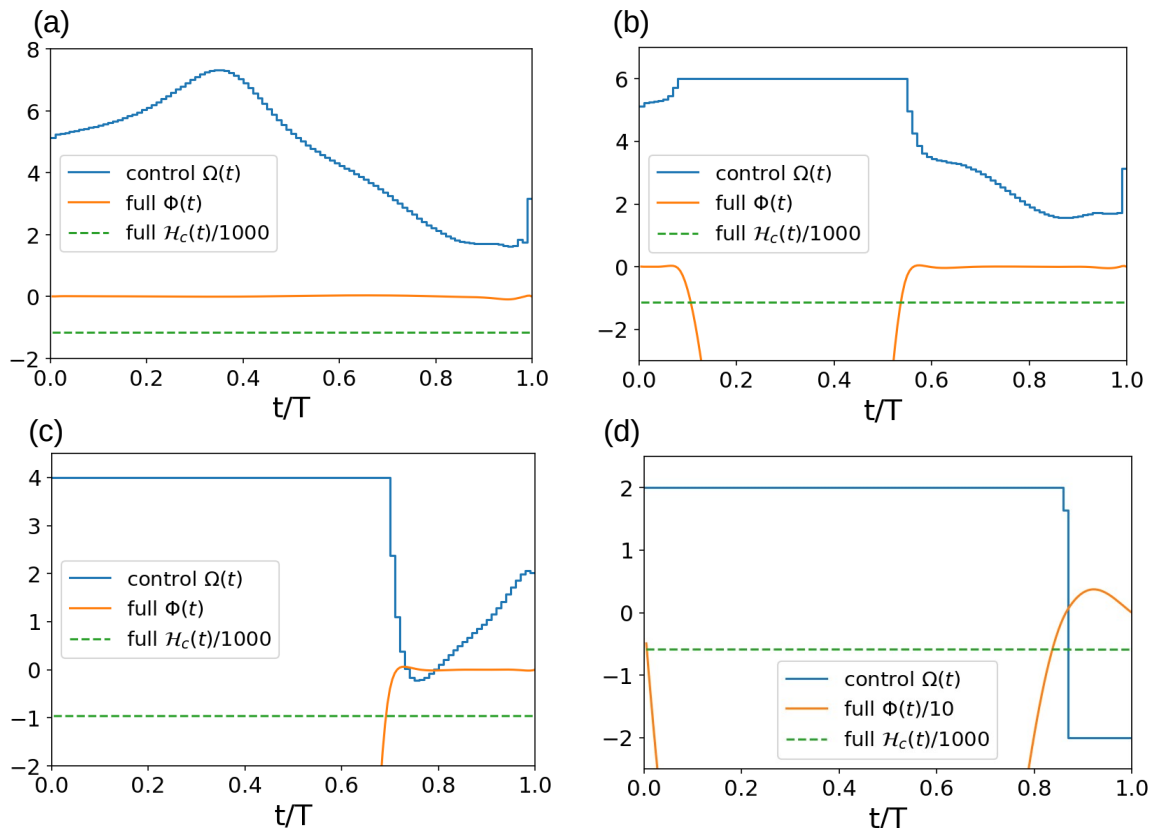 (a)
8
6
4
2
0
−2
control Ω(t)
full Φ(t)
full ℋc(t)/1000
0.0 0.2 0.4 0.6 0.8 1.0
t/T
(b)
6
4
2
0
−2
control Ω(t)
full Φ(t)
full ℋc(t)/1000
0.0 0.2 0.4 0.6 0.8 1.0
t/T
(c)
4
3
2
1
0
−1
−2
control Ω(t)
full Φ(t)
full ℋc(t)/1000
0.0 0.2 0.4 0.6 0.8 1.0
t/T
(d)
2
1
0
−1
−2
control Ω(t)
full Φ(t)/10
full ℋc(t)/1000
0.0 0.2 0.4 0.6 0.8 1.0
t/T